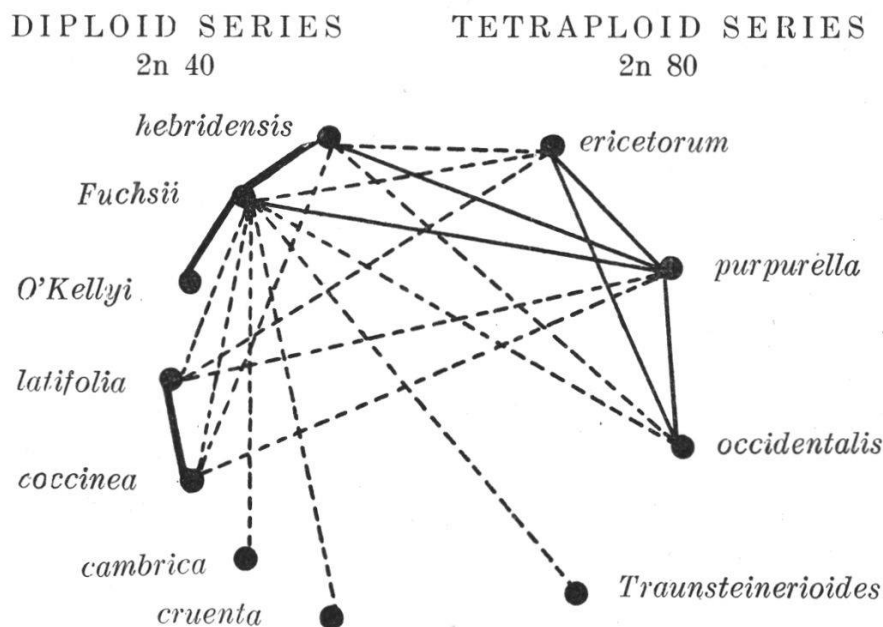 DIPLOID SERIES
2n 40
TETRAPLOID SERIES
2n 80
hebridensis
ericetorum
Fuchsii
purpurella
O'Kellyi
latifolia
occidentalis
coccinea
cambrica
Traunsteinerioides
cruenta